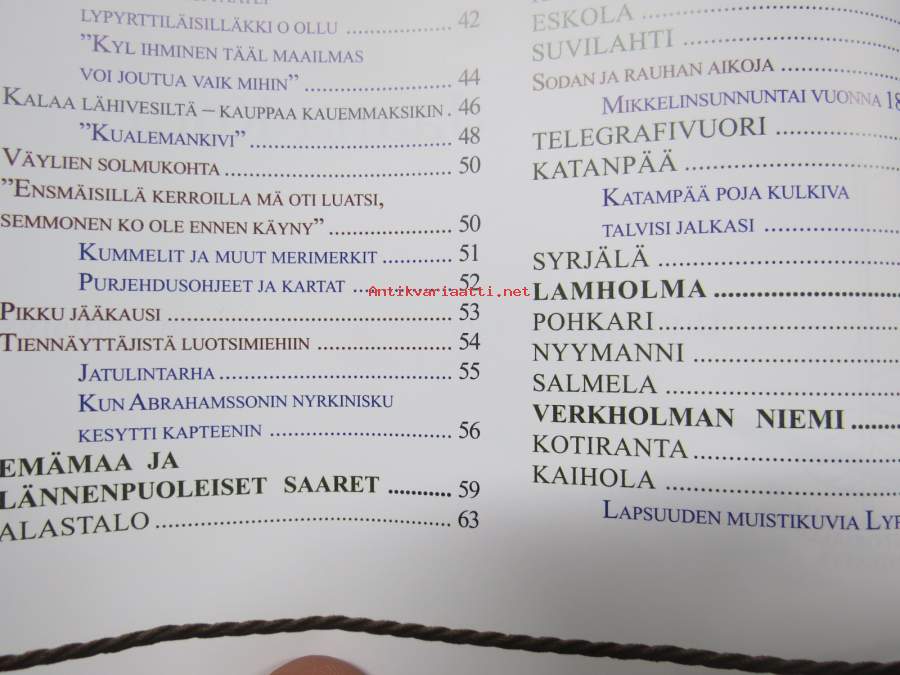 LYPYRTTILÄISILLÄKKI O OLLU ..................... 42
”KYL IHMINEN TÄÄL MAAILMAS
VOI JOUTUA VAIK MIHIN” ........................ 44
KALAA LÄHIVESILTÄ – KAUPPAA KAUEMMAKSIKIN . 46
”KUALEMANKIVI” ................................. 48
VÄYLIEN SOLMUKOHTA ................................... 50
”ENSMÄISILLÄ KERROILLA MÄ OTI LUATSI,
SEMMONEN KO OLE ENNEN KÄYNY” ................... 50
KUMMELIT JA MUUT MERIMERKIT ............ 51
PURJEHDUSOHJEET JA KARTAT ................ 52
PIKKU JÄÄKAUSI ............................................. 53
TIENNÄYTTÄJISTÄ LUOTSIMIEHIIN ..................... 54
JATULINTARHA ...................................... 55
KUN ABRAHAMSSONIN NYRKINISKU
KESYTTI KAPTEENIN .............................. 56
EMÄMAA JA
LÄNNENPUOLEISET SAARET ........... 59
ALASTALO ................................................ 63
ESKOLA ...........................
SUVILAHTI ......................
SODAN JA RAUHAN AIKOJA ...................
MIKKELINSUNNUNTAI VUONNA 18
TELEGRAFIVUORI ...................
KATANPÄÄ ..................................
KATAMPÄÄ POJA KULKIVA
TALVISI JALKASI ......................
SYRJÄLÄ ......................................
LAMHOLMA ..............................
POHKARI ......................................
NYYMANNI ..................................
SALMELA ......................................
VERKHOLMAN NIEMI .........
KOTIRANTA ..................................
KAIHOLA ......................................
LAPSUUDEN MUISTIKUVIA
Antikvariaatti.net